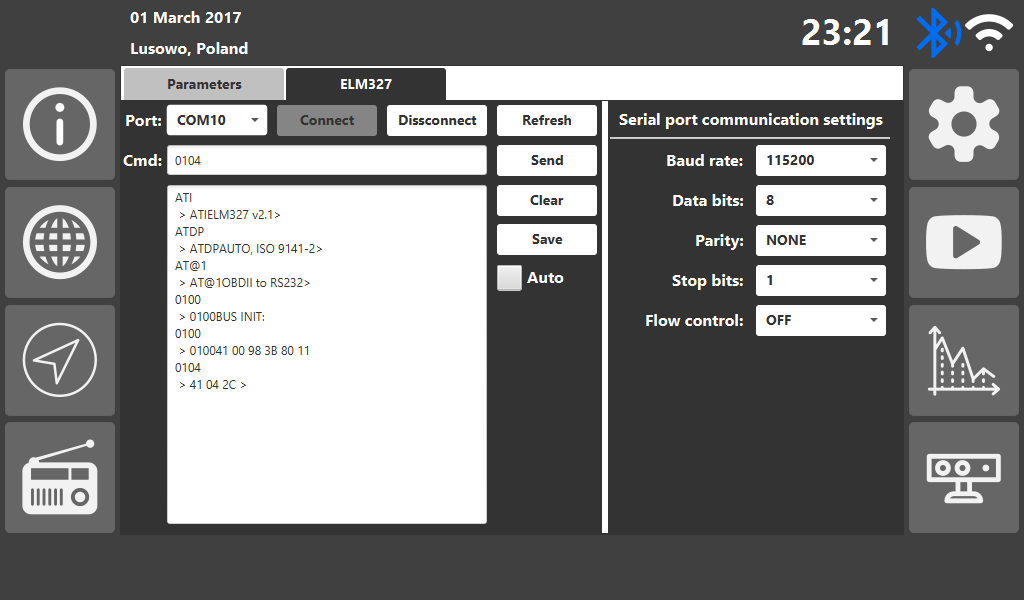 01 March 2017
Lusowo, Poland
23:21
Parameters
ELM327
Port: COM10 Connect Dissconnect Refresh
Cmd: 0104 Send
ATI
> ATIELM327 v2.1>
ATDP
> ATDPAUTO, ISO 9141-2>
AT@1
> AT@1OBDII to RS232>
0100
> 0100BUS INIT:
0100
> 010041 00 98 3B 80 11
0104
> 41 04 2C >
Clear
Save
Auto
Serial port communication settings
Baud rate: 115200
Data bits: 8
Parity: NONE
Stop bits: 1
Flow control: OFF